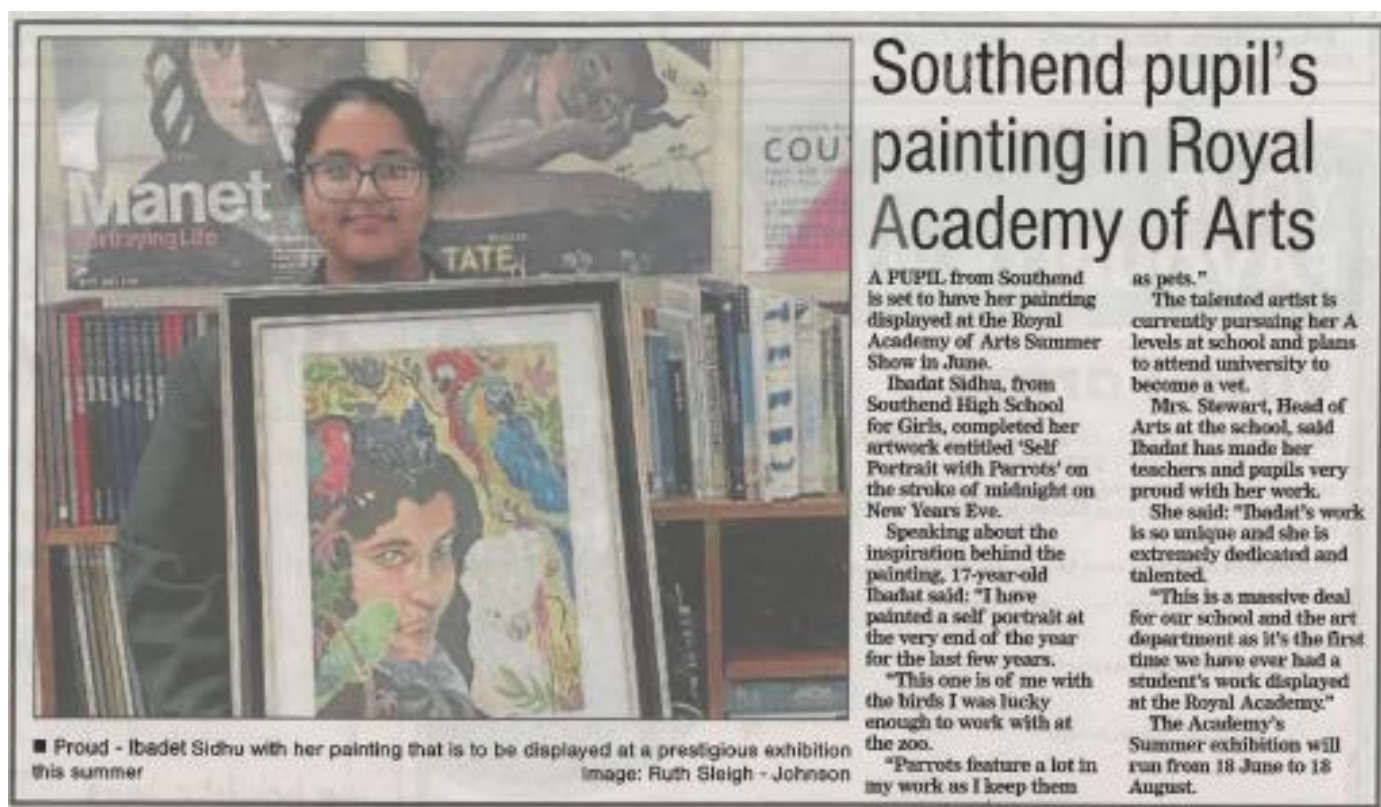 Manet
Portraying Life
TATE
COU
Southend pupil's
painting in Royal
Academy of Arts
A PUPIL from Southend
is set to have her painting
displayed at the Royal
Academy of Arts Summer
Show in June.
Ibadat Sidhu, from
Southend High School
for Girls, completed her
artwork entitled 'Self
Portrait with Parrots' on
the stroke of midnight on
New Years Eve.
Speaking about the
inspiration behind the
painting, 17-year-old
Ibadat said: "I have
painted a self portrait at
the very end of the year
for the last few years.
"This one is of me with
the birds I was lucky
enough to work with at
the zoo.
"Parrots feature a lot in
my work as I keep them
as pets."
The talented artist is
currently pursuing her A
levels at school and plans
to attend university to
become a vet.
Mrs. Stewart, Head of
Arts at the school, said
Ibadat has made her
teachers and pupils very
proud with her work.
She said: "Ibadat's work
is so unique and she is
extremely dedicated and
talented.
"This is a massive deal
for our school and the art
department as it's the first
time we have ever had a
student's work displayed
at the Royal Academy."
The Academy's
Summer exhibition will
run from 18 June to 18
August.
■ Proud - Ibadet Sidhu with her painting that is to be displayed at a prestigious exhibition
this summer Image: Ruth Sleigh - Johnson